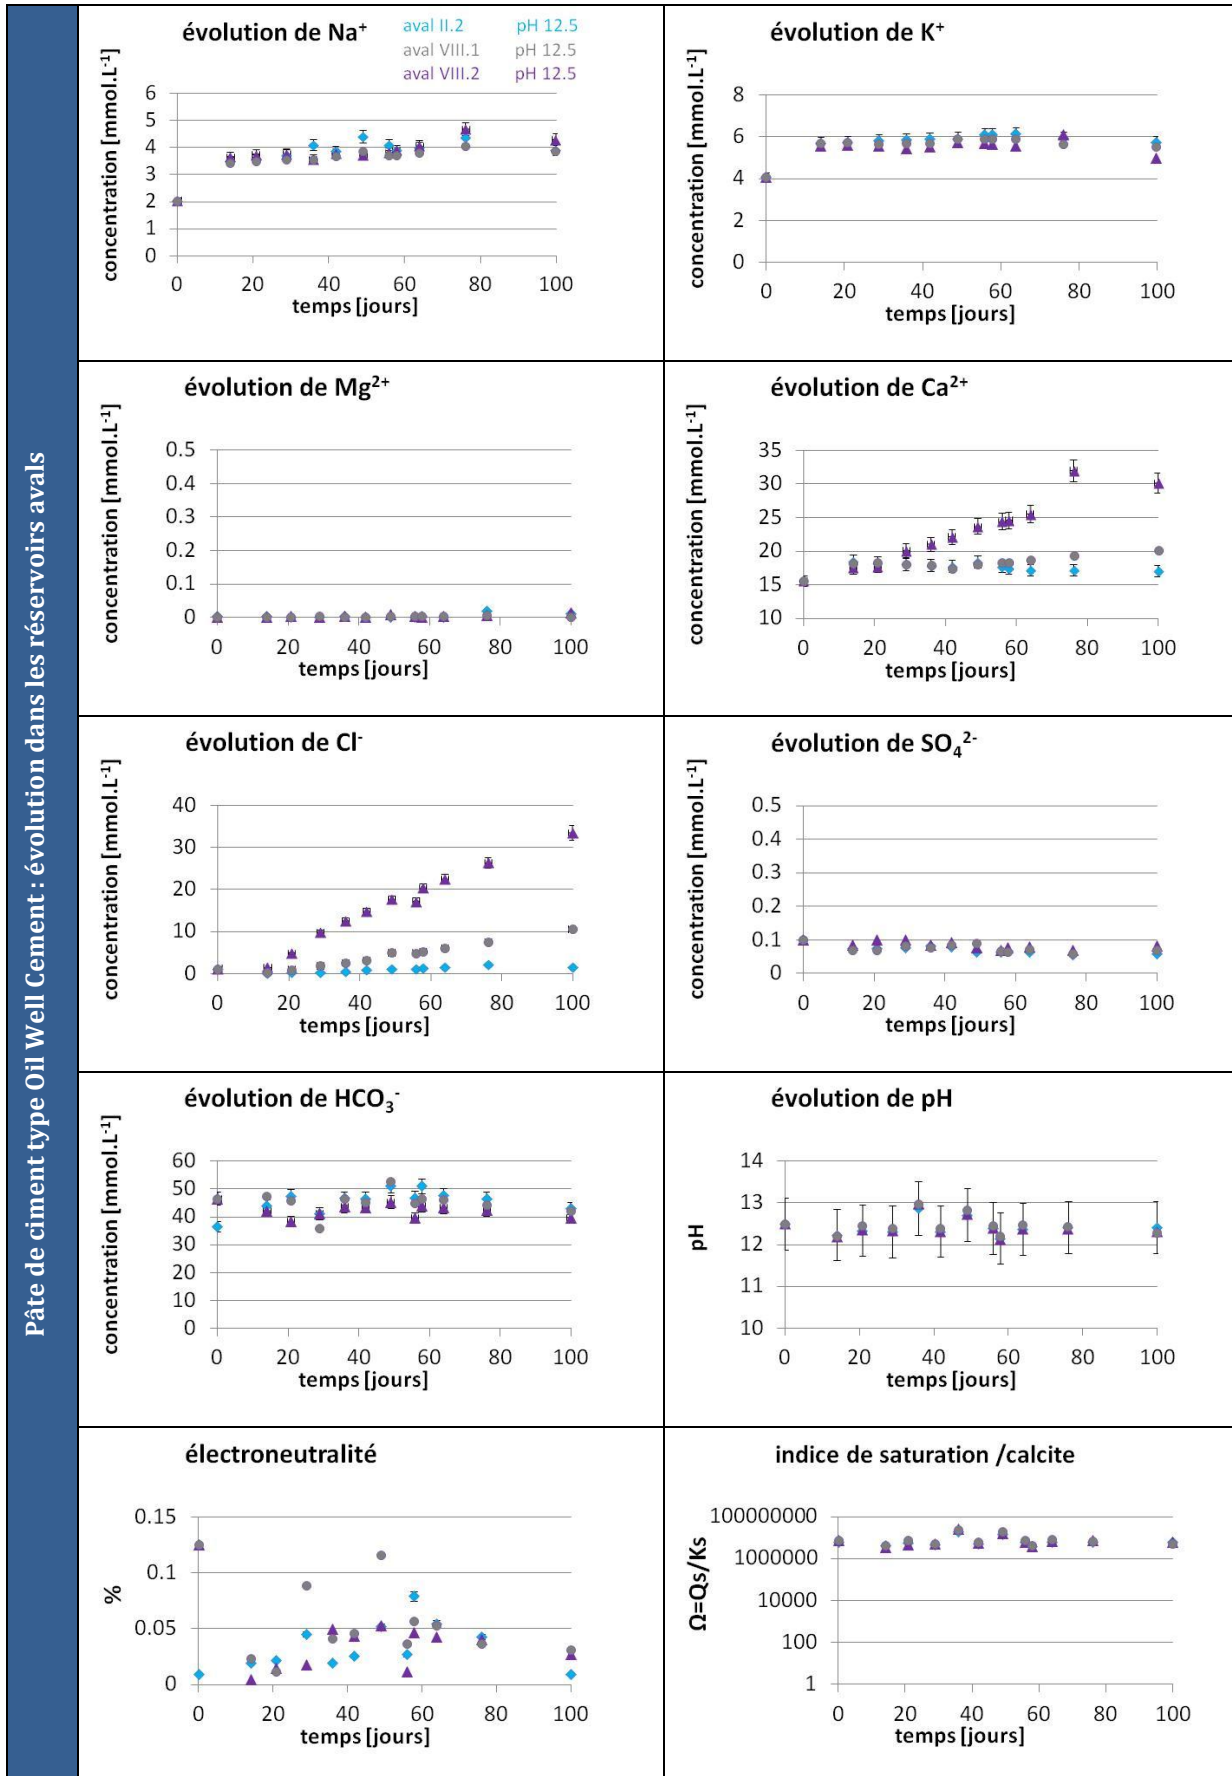 Pâte de ciment type Oil Well Cement : évolution dans les réservoirs avals
évolution de Na⁺
aval II.2 pH 12.5
aval VIII.1 pH 12.5
aval VIII.2 pH 12.5
concentration [mmol.L⁻¹]
6
5
4
3
2
1
0
0 20 40 60 80 100
temps [jours]
évolution de K⁺
concentration [mmol.L⁻¹]
8
6
4
2
0
0 20 40 60 80 100
temps [jours]
évolution de Mg²⁺
concentration [mmol.L⁻¹]
0.5
0.4
0.3
0.2
0.1
0
0 20 40 60 80 100
temps [jours]
évolution de Ca²⁺
concentration [mmol.L⁻¹]
35
30
25
20
15
10
0 20 40 60 80 100
temps [jours]
évolution de Cl⁻
concentration [mmol.L⁻¹]
40
30
20
10
0
0 20 40 60 80 100
temps [jours]
évolution de SO₄²⁻
concentration [mmol.L⁻¹]
0.5
0.4
0.3
0.2
0.1
0
0 20 40 60 80 100
temps [jours]
évolution de HCO₃⁻
concentration [mmol.L⁻¹]
60
50
40
30
20
10
0
0 20 40 60 80 100
temps [jours]
évolution de pH
pH
14
13
12
11
10
0 20 40 60 80 100
temps [jours]
électroneutralité
%
0.15
0.1
0.05
0
0 20 40 60 80 100
temps [jours]
indice de saturation /calcite
Ω=Qs/Ks
100000000
1000000
10000
100
1
0 20 40 60 80 100
temps [jours]